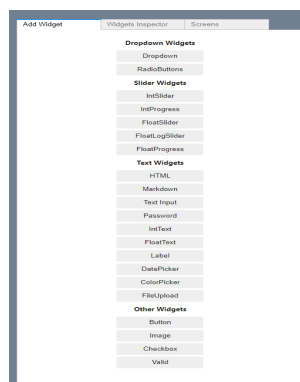 Add Widget Widgets Inspector Screens
Dropdown Widgets
Dropdown
RadioButtons
Slider Widgets
IntSlider
IntProgress
FloatSlider
FloatLogSlider
FloatProgress
Text Widgets
HTML
Markdown
Text Input
Password
IntText
FloatText
Label
DatePicker
ColorPicker
FileUpload
Other Widgets
Button
Image
Checkbox
Valid